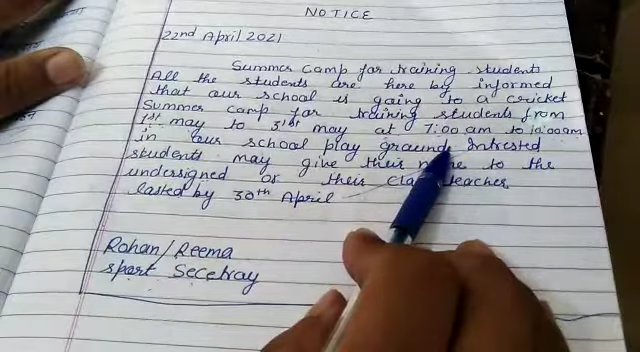 NOTICE
22nd April 2021
Summer Camp for training students
All the students are here by informed
that our school is going to a cricket
Summer camp for training students from
1st may to 31st may at 7:00 am to 10:00am
in our school play ground Intrested
students may give their name to the
undersigned or their class teacher
lasted by 30th April
Rohan/Reema
sport Secetray